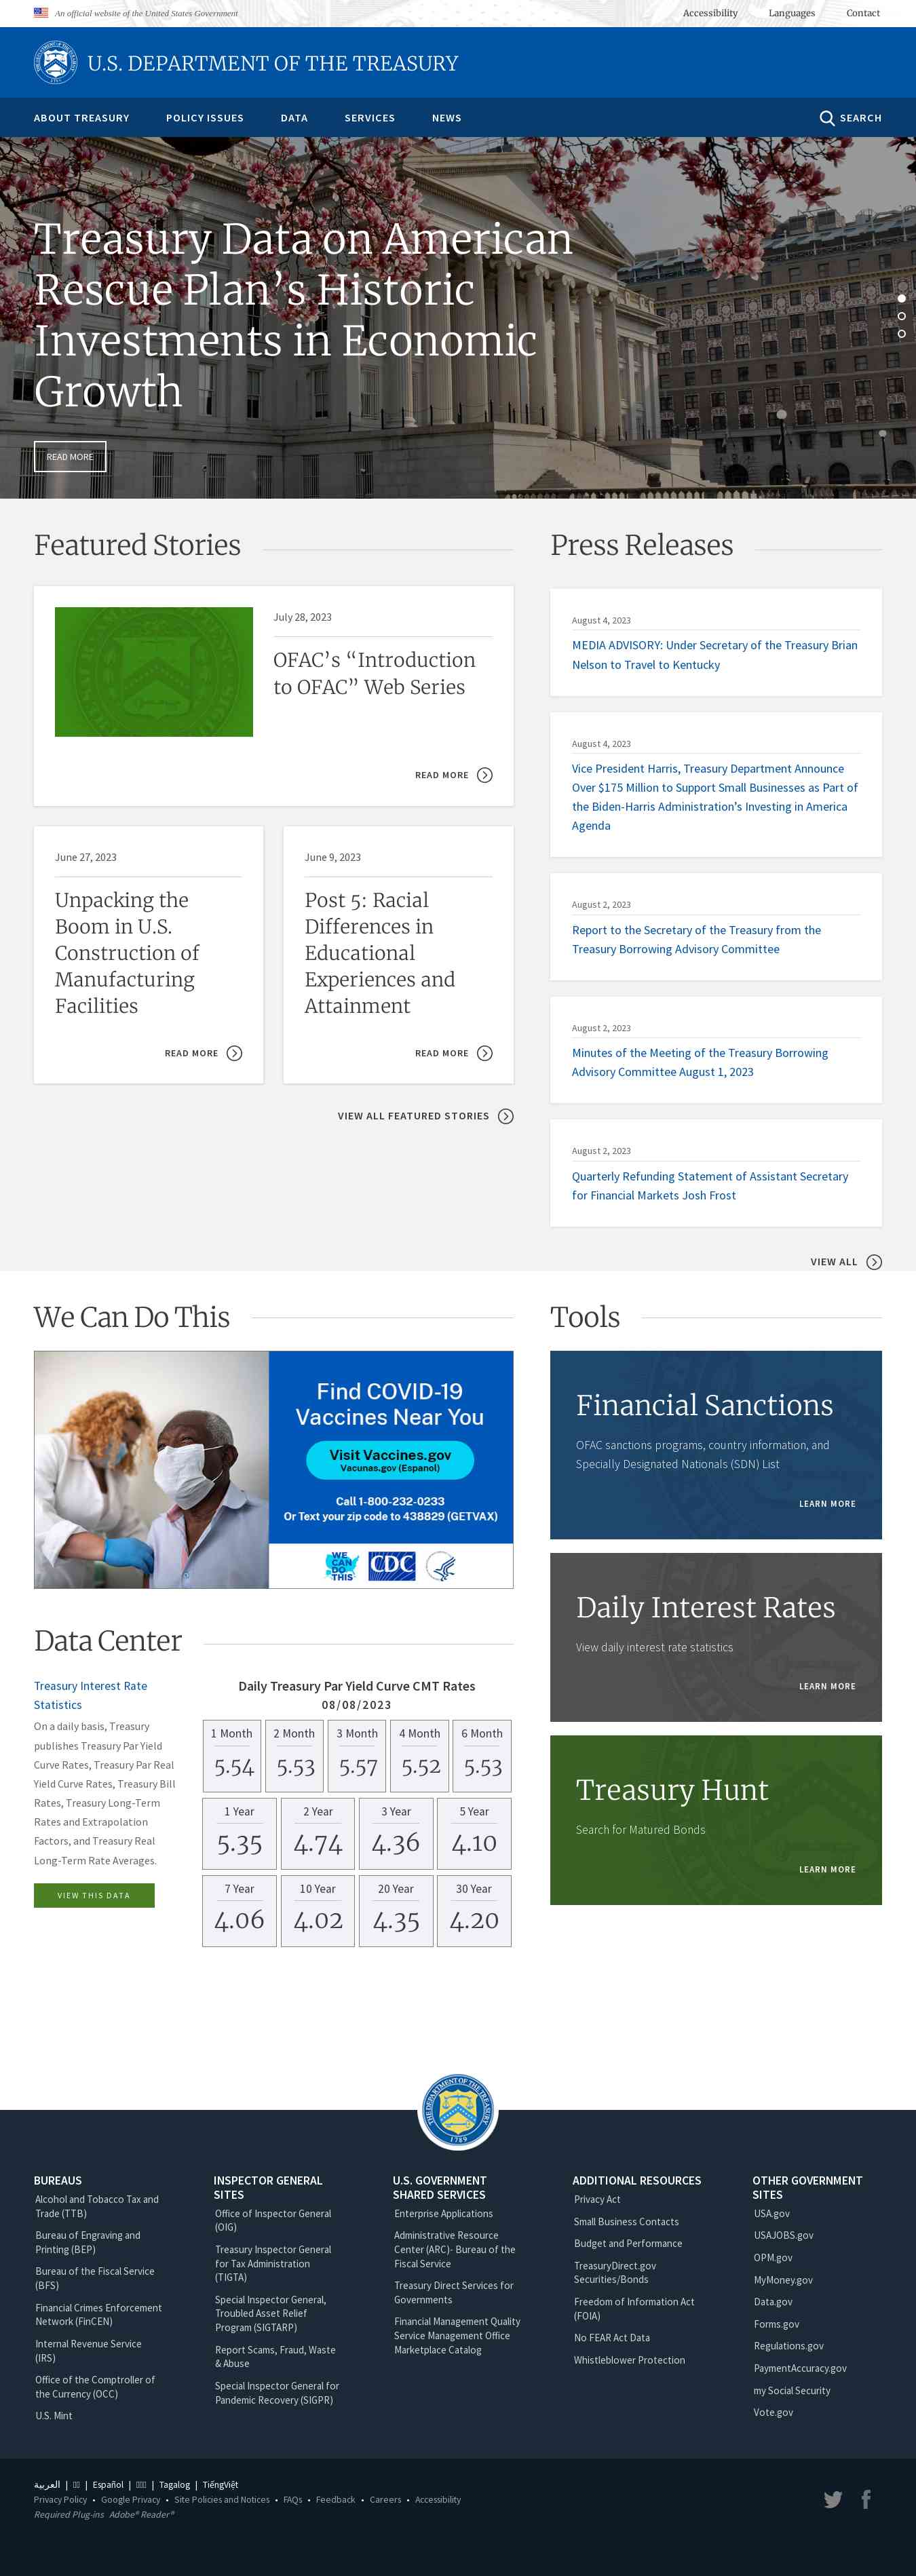 An official website of the United States Government
Accessibility Languages Contact
U.S. DEPARTMENT OF THE TREASURY
ABOUT TREASURY POLICY ISSUES DATA SERVICES NEWS SEARCH
Treasury Data on American
Rescue Plan’s Historic
Investments in Economic
Growth
READ MORE
Featured Stories
July 28, 2023
OFAC’s “Introduction
to OFAC” Web Series
READ MORE
June 27, 2023
Unpacking the
Boom in U.S.
Construction of
Manufacturing
Facilities
READ MORE
June 9, 2023
Post 5: Racial
Differences in
Educational
Experiences and
Attainment
READ MORE
VIEW ALL FEATURED STORIES
Press Releases
August 4, 2023
MEDIA ADVISORY: Under Secretary of the Treasury Brian
Nelson to Travel to Kentucky
August 4, 2023
Vice President Harris, Treasury Department Announce
Over $175 Million to Support Small Businesses as Part of
the Biden-Harris Administration’s Investing in America
Agenda
August 2, 2023
Report to the Secretary of the Treasury from the
Treasury Borrowing Advisory Committee
August 2, 2023
Minutes of the Meeting of the Treasury Borrowing
Advisory Committee August 1, 2023
August 2, 2023
Quarterly Refunding Statement of Assistant Secretary
for Financial Markets Josh Frost
VIEW ALL
We Can Do This
Find COVID-19
Vaccines Near You
Visit Vaccines.gov
Vacunas.gov (Espanol)
Call 1-800-232-0233
Or Text your zip code to 438829 (GETVAX)
WE
CAN DO
THIS
CDC
Tools
Financial Sanctions
OFAC sanctions programs, country information, and
Specially Designated Nationals (SDN) List
LEARN MORE
Daily Interest Rates
View daily interest rate statistics
LEARN MORE
Treasury Hunt
Search for Matured Bonds
LEARN MORE
Data Center
Treasury Interest Rate
Statistics
On a daily basis, Treasury
publishes Treasury Par Yield
Curve Rates, Treasury Par Real
Yield Curve Rates, Treasury Bill
Rates, Treasury Long-Term
Rates and Extrapolation
Factors, and Treasury Real
Long-Term Rate Averages.
VIEW THIS DATA
Daily Treasury Par Yield Curve CMT Rates
08/08/2023
1 Month 2 Month 3 Month 4 Month 6 Month
5.54 5.53 5.57 5.52 5.53
1 Year 2 Year 3 Year 5 Year
5.35 4.74 4.36 4.10
7 Year 10 Year 20 Year 30 Year
4.06 4.02 4.35 4.20
THE DEPARTMENT OF THE TREASURY
1789
BUREAUS
Alcohol and Tobacco Tax and
Trade (TTB)
Bureau of Engraving and
Printing (BEP)
Bureau of the Fiscal Service
(BFS)
Financial Crimes Enforcement
Network (FinCEN)
Internal Revenue Service
(IRS)
Office of the Comptroller of
the Currency (OCC)
U.S. Mint
INSPECTOR GENERAL
SITES
Office of Inspector General
(OIG)
Treasury Inspector General
for Tax Administration
(TIGTA)
Special Inspector General,
Troubled Asset Relief
Program (SIGTARP)
Report Scams, Fraud, Waste
& Abuse
Special Inspector General for
Pandemic Recovery (SIGPR)
U.S. GOVERNMENT
SHARED SERVICES
Enterprise Applications
Administrative Resource
Center (ARC)- Bureau of the
Fiscal Service
Treasury Direct Services for
Governments
Financial Management Quality
Service Management Office
Marketplace Catalog
ADDITIONAL RESOURCES
Privacy Act
Small Business Contacts
Budget and Performance
TreasuryDirect.gov
Securities/Bonds
Freedom of Information Act
(FOIA)
No FEAR Act Data
Whistleblower Protection
OTHER GOVERNMENT
SITES
USA.gov
USAJOBS.gov
OPM.gov
MyMoney.gov
Data.gov
Forms.gov
Regulations.gov
PaymentAccuracy.gov
my Social Security
Vote.gov
العربية | | Español | | Tagalog | TiếngViệt
Privacy Policy • Google Privacy • Site Policies and Notices • FAQs • Feedback • Careers • Accessibility
Required Plug-ins Adobe® Reader®